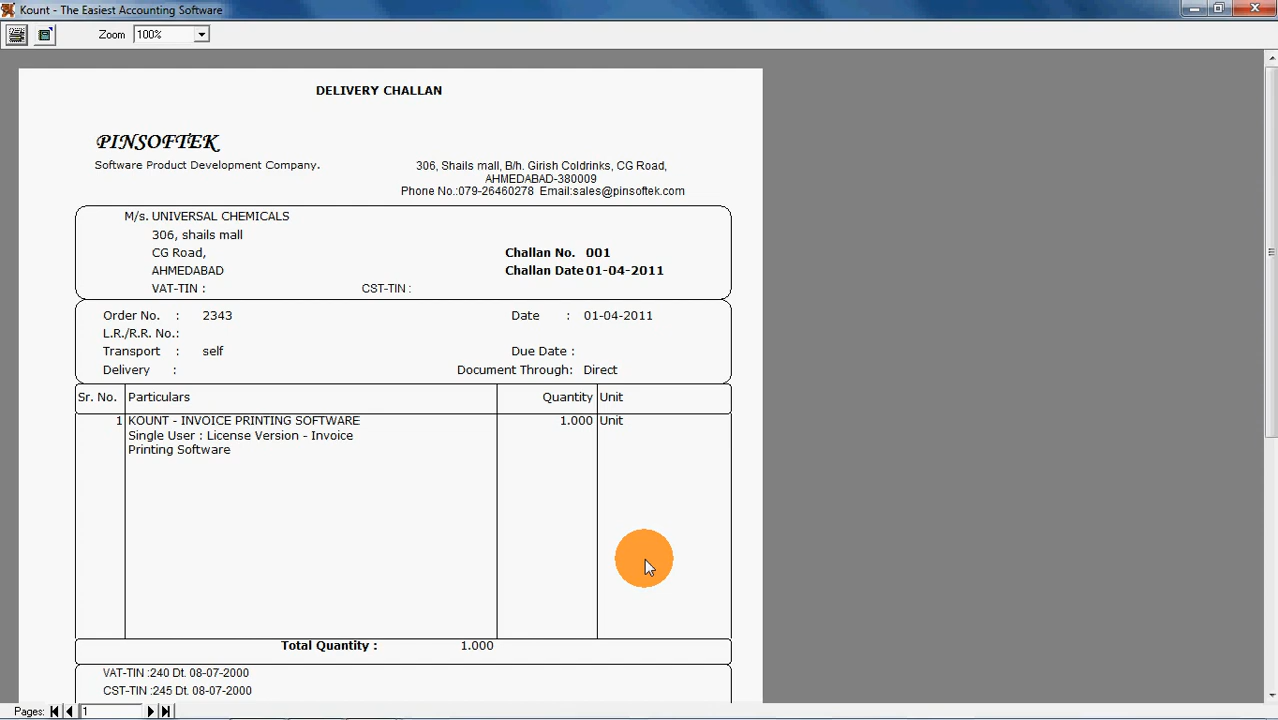 Kount - The Easiest Accounting Software
Zoom 100%
DELIVERY CHALLAN
PINSOFTEK
Software Product Development Company.
306, Shails mall, B/h. Girish Coldrinks, CG Road,
AHMEDABAD-380009
Phone No.:079-26460278 Email:sales@pinsoftek.com
M/s. UNIVERSAL CHEMICALS
306, shails mall
CG Road, Challan No. 001
AHMEDABAD Challan Date 01-04-2011
VAT-TIN : CST-TIN :
Order No. : 2343 Date : 01-04-2011
L.R./R.R. No.:
Transport : self Due Date :
Delivery : Document Through: Direct
Sr. No. Particulars Quantity Unit
1 KOUNT - INVOICE PRINTING SOFTWARE 1.000 Unit
Single User : License Version - Invoice
Printing Software
Total Quantity : 1.000
VAT-TIN :240 Dt. 08-07-2000
CST-TIN :245 Dt. 08-07-2000
Pages: 1